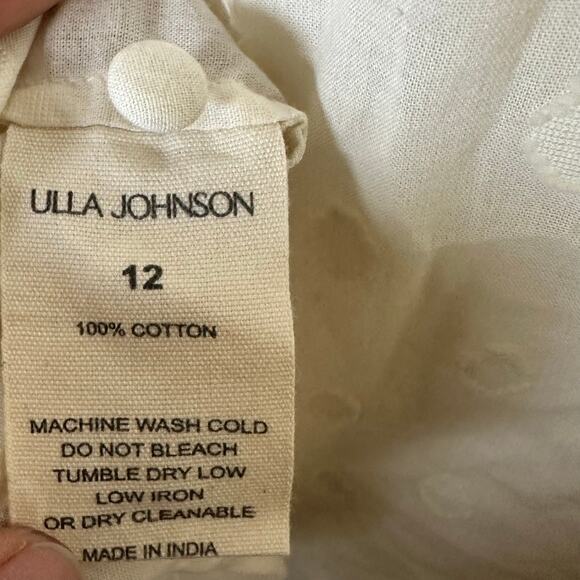 ULLA JOHNSON
12
100% COTTON
MACHINE WASH COLD
DO NOT BLEACH
TUMBLE DRY LOW
LOW IRON
OR DRY CLEANABLE
MADE IN INDIA